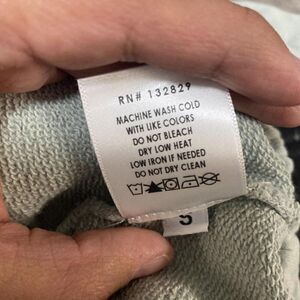 RN# 132829
MACHINE WASH COLD
WITH LIKE COLORS
DO NOT BLEACH
DRY LOW HEAT
LOW IRON IF NEEDED
DO NOT DRY CLEAN
S